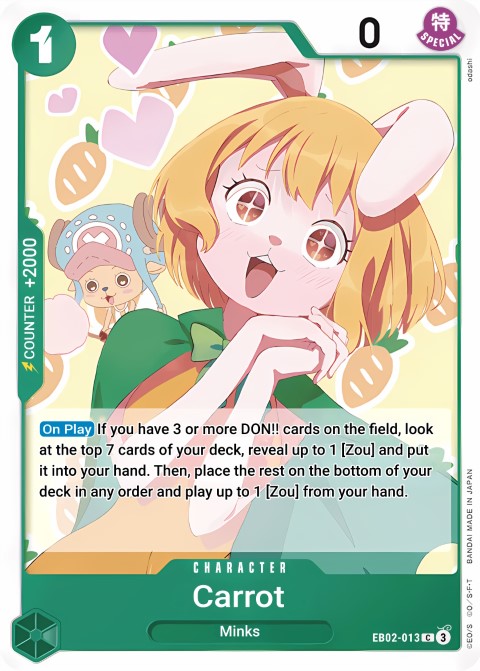 1
0
特
SPECIAL
odashi
COUNTER +2000
On Play If you have 3 or more DON!! cards on the field, look
at the top 7 cards of your deck, reveal up to 1 [Zou] and put
it into your hand. Then, place the rest on the bottom of your
deck in any order and play up to 1 [Zou] from your hand.
CHARACTER
Carrot
Minks
EB02-013 C 3
©E.O/S ©O/S·F·T BANDAI MADE IN JAPAN